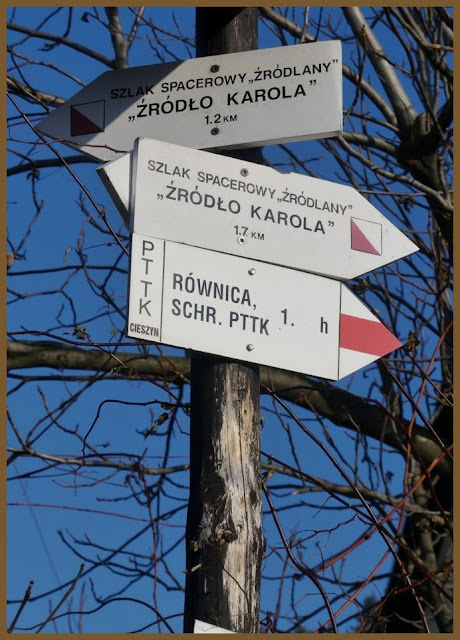 SZLAK SPACEROWY „ŹRÓDLANY”
„ŹRÓDŁO KAROLA”
1.2 KM
SZLAK SPACEROWY „ŹRÓDLANY”
„ŹRÓDŁO KAROLA”
1.7 KM
PTTK
CIESZYN
RÓWNICA,
SCHR. PTTK 1. h